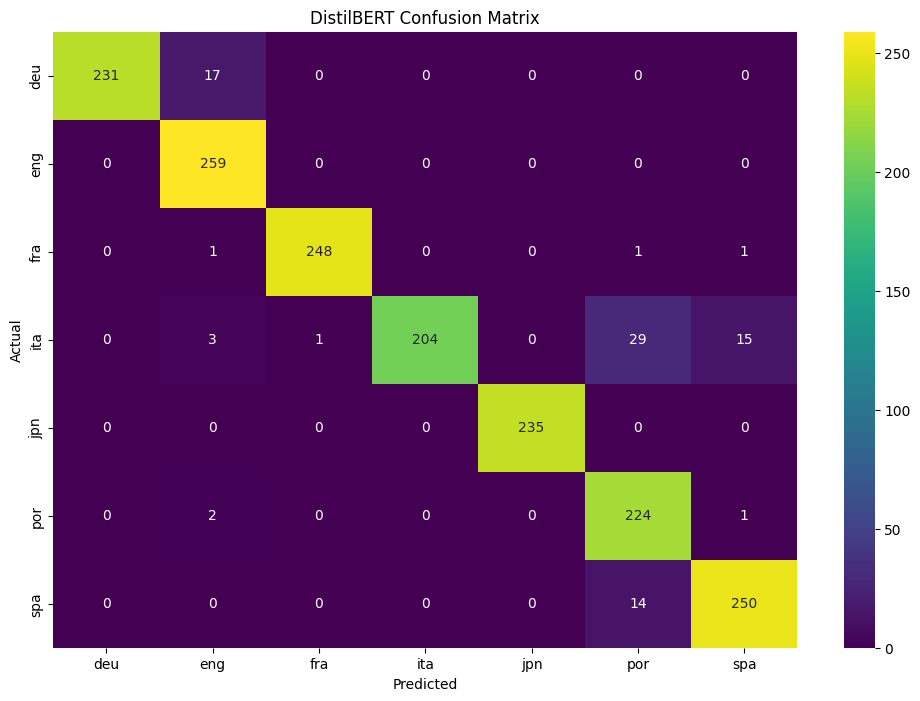 DistilBERT Confusion Matrix
deu 231 17 0 0 0 0 0
eng 0 259 0 0 0 0 0
fra 0 1 248 0 0 1 1
ita 0 3 1 204 0 29 15
jpn 0 0 0 0 235 0 0
por 0 2 0 0 0 224 1
spa 0 0 0 0 0 14 250
deu eng fra ita jpn por spa
Predicted
Actual
250
200
150
100
50
0